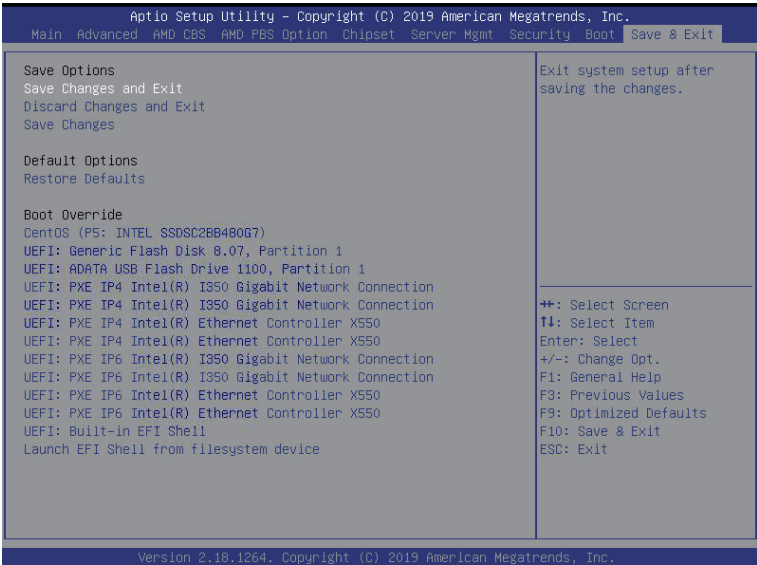 Aptio Setup Utility – Copyright (C) 2019 American Megatrends, Inc.
Main Advanced AMD CBS AMD PBS Option Chipset Server Mgmt Security Boot Save & Exit
Save Options
Save Changes and Exit
Discard Changes and Exit
Save Changes
Default Options
Restore Defaults
Boot Override
CentOS (P5: INTEL SSDSC2BB480G7)
UEFI: Generic Flash Disk 8.07, Partition 1
UEFI: ADATA USB Flash Drive 1100, Partition 1
UEFI: PXE IP4 Intel(R) I350 Gigabit Network Connection
UEFI: PXE IP4 Intel(R) I350 Gigabit Network Connection
UEFI: PXE IP4 Intel(R) Ethernet Controller X550
UEFI: PXE IP4 Intel(R) Ethernet Controller X550
UEFI: PXE IP6 Intel(R) I350 Gigabit Network Connection
UEFI: PXE IP6 Intel(R) I350 Gigabit Network Connection
UEFI: PXE IP6 Intel(R) Ethernet Controller X550
UEFI: PXE IP6 Intel(R) Ethernet Controller X550
UEFI: Built-in EFI Shell
Launch EFI Shell from filesystem device
Exit system setup after
saving the changes.
→←: Select Screen
↑↓: Select Item
Enter: Select
+/-: Change Opt.
F1: General Help
F3: Previous Values
F9: Optimized Defaults
F10: Save & Exit
ESC: Exit
Version 2.18.1264. Copyright (C) 2019 American Megatrends, Inc.